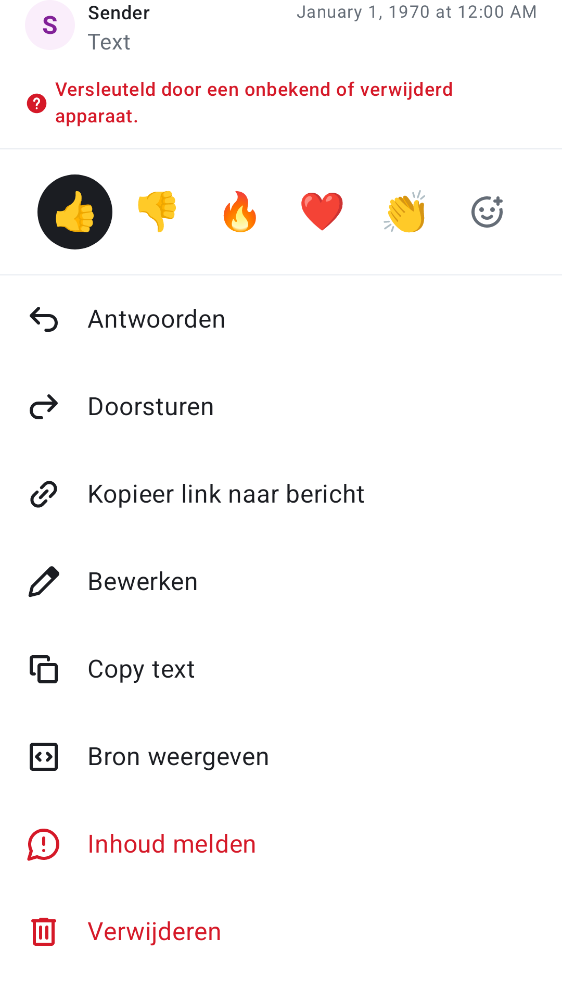 S
Sender
January 1, 1970 at 12:00 AM
Text
Versleuteld door een onbekend of verwijderd
apparaat.
Antwoorden
Doorsturen
Kopieer link naar bericht
Bewerken
Copy text
Bron weergeven
Inhoud melden
Verwijderen